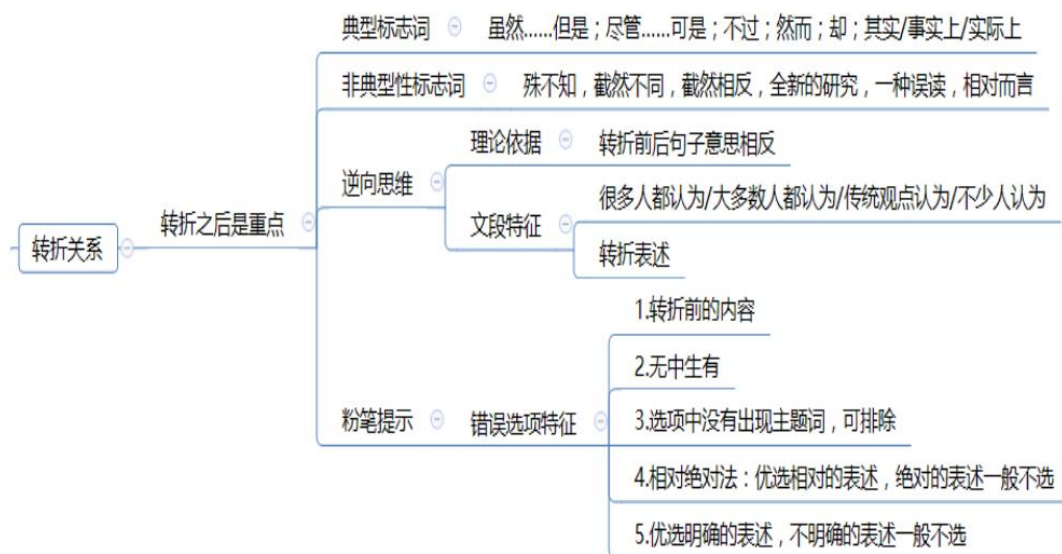 典型标志词
虽然……但是；尽管……可是；不过；然而；却；其实/事实上/实际上
非典型性标志词
殊不知，截然不同，截然相反，全新的研究，一种误读，相对而言
理论依据
转折前后句子意思相反
逆向思维
很多人都认为/大多数人都认为/传统观点认为/不少人认为
文段特征
转折表述
转折关系
转折之后是重点
1.转折前的内容
2.无中生有
粉笔提示
错误选项特征
3.选项中没有出现主题词，可排除
4.相对绝对法：优选相对的表述，绝对的表述一般不选
5.优选明确的表述，不明确的表述一般不选